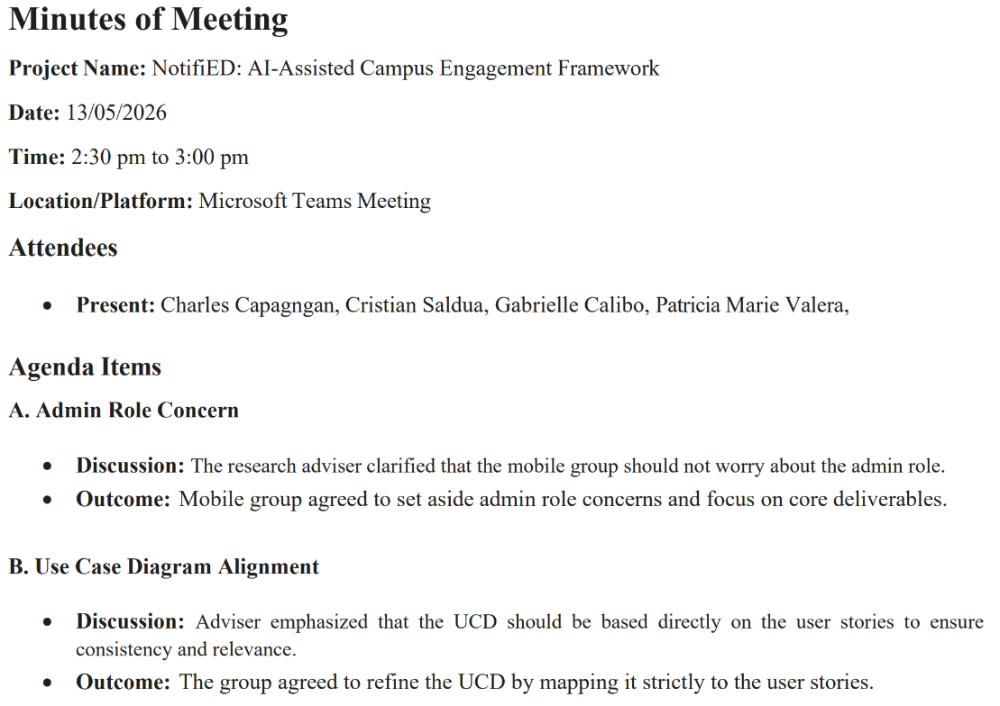 Minutes of Meeting
Project Name: NotifiED: AI-Assisted Campus Engagement Framework
Date: 13/05/2026
Time: 2:30 pm to 3:00 pm
Location/Platform: Microsoft Teams Meeting
Attendees
• Present: Charles Capagngan, Cristian Saldua, Gabrielle Calibo, Patricia Marie Valera,
Agenda Items
A. Admin Role Concern
• Discussion: The research adviser clarified that the mobile group should not worry about the admin role.
• Outcome: Mobile group agreed to set aside admin role concerns and focus on core deliverables.
B. Use Case Diagram Alignment
• Discussion: Adviser emphasized that the UCD should be based directly on the user stories to ensure
consistency and relevance.
• Outcome: The group agreed to refine the UCD by mapping it strictly to the user stories.